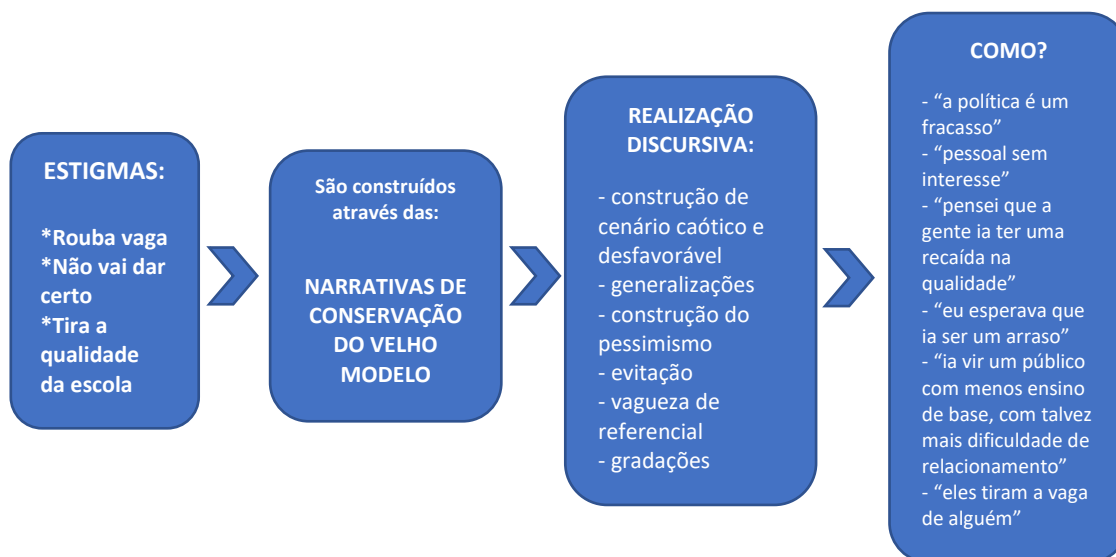 ESTIGMAS:
*Rouba vaga
*Não vai dar
certo
*Tira a
qualidade
da escola
São construídos
através das:
NARRATIVAS DE
CONSERVAÇÃO
DO VELHO
MODELO
REALIZAÇÃO
DISCURSIVA:
- construção de
cenário caótico e
desfavorável
- generalizações
- construção do
pessimismo
- evitação
- vagueza de
referencial
- gradações
COMO?
- “a política é um
fracasso”
- “pessoal sem
interesse”
- “pensei que a
gente ia ter uma
recaída na
qualidade”
- “eu esperava que
ia ser um arraso”
- “ia vir um público
com menos ensino
de base, com talvez
mais dificuldade de
relacionamento”
- “eles tiram a vaga
de alguém”